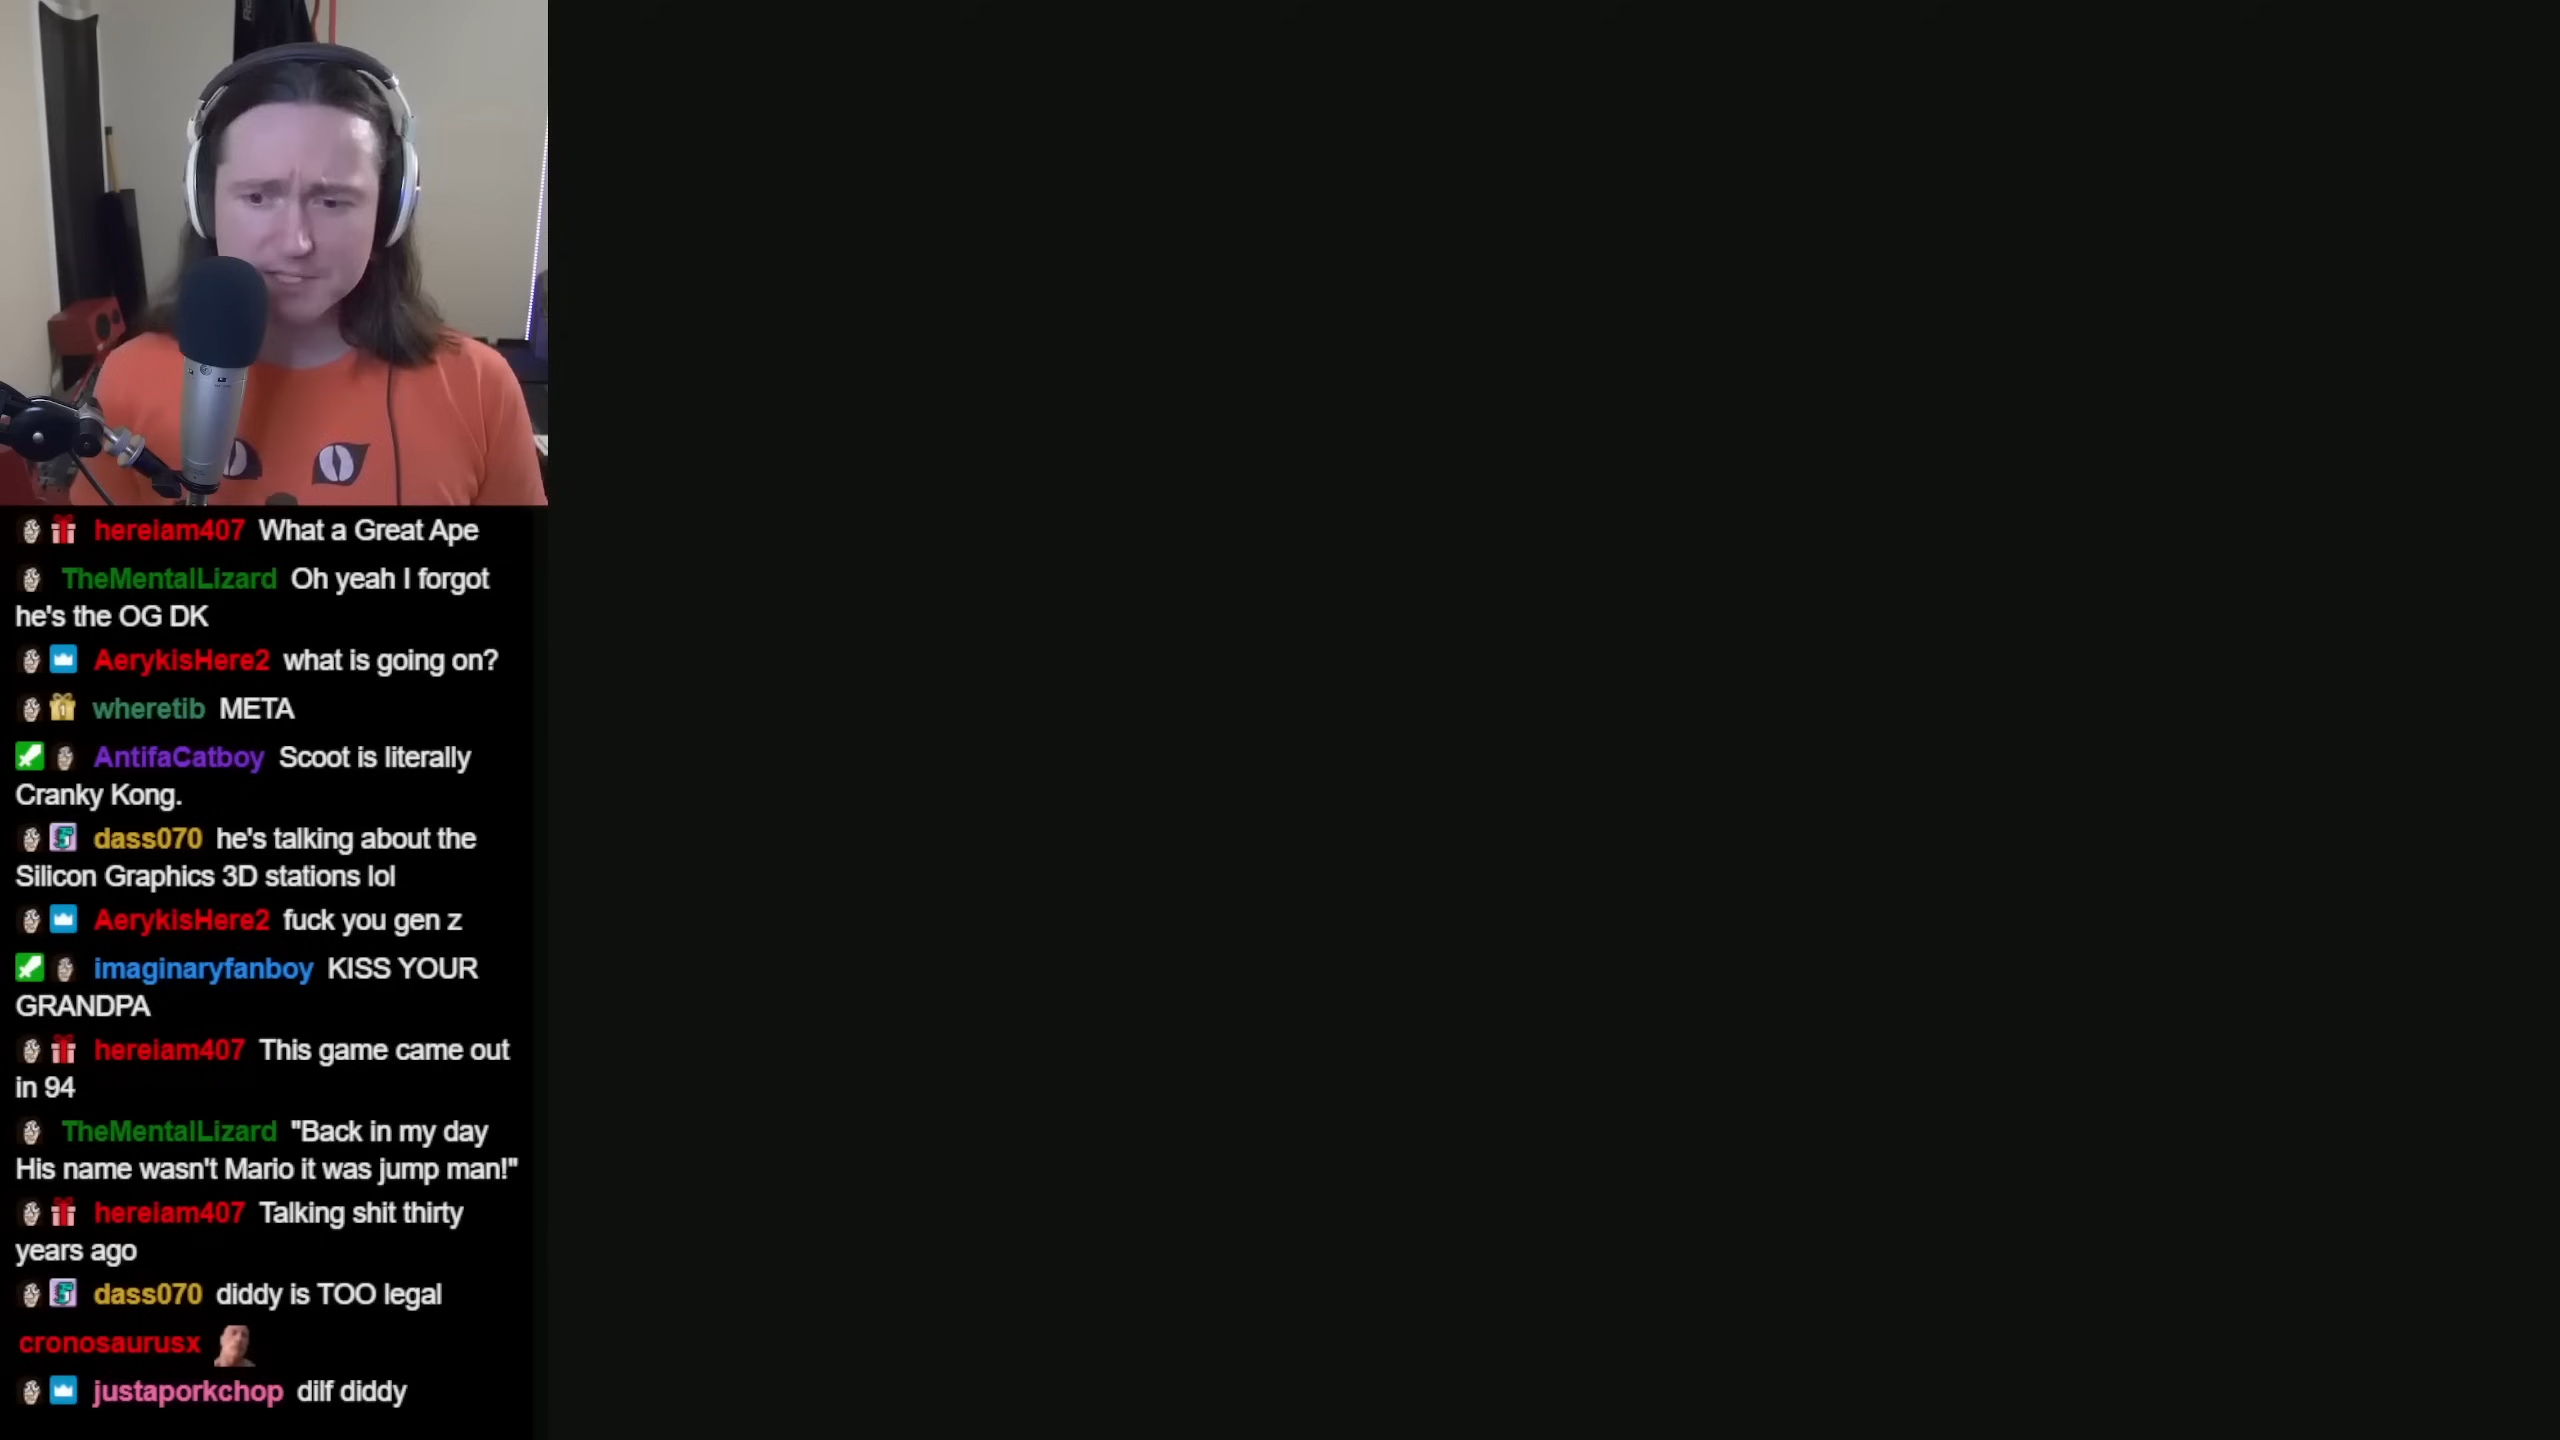 hereiam407 What a Great Ape
TheMentalLizard Oh yeah I forgot
he's the OG DK
AerykisHere2 what is going on?
wheretib META
AntifaCatboy Scoot is literally
Cranky Kong.
dass070 he's talking about the
Silicon Graphics 3D stations lol
AerykisHere2 fuck you gen z
imaginaryfanboy KISS YOUR
GRANDPA
hereiam407 This game came out
in 94
TheMentalLizard "Back in my day
His name wasn't Mario it was jump man!"
hereiam407 Talking shit thirty
years ago
dass070 diddy is TOO legal
cronosaurusx
justaporkchop dilf diddy